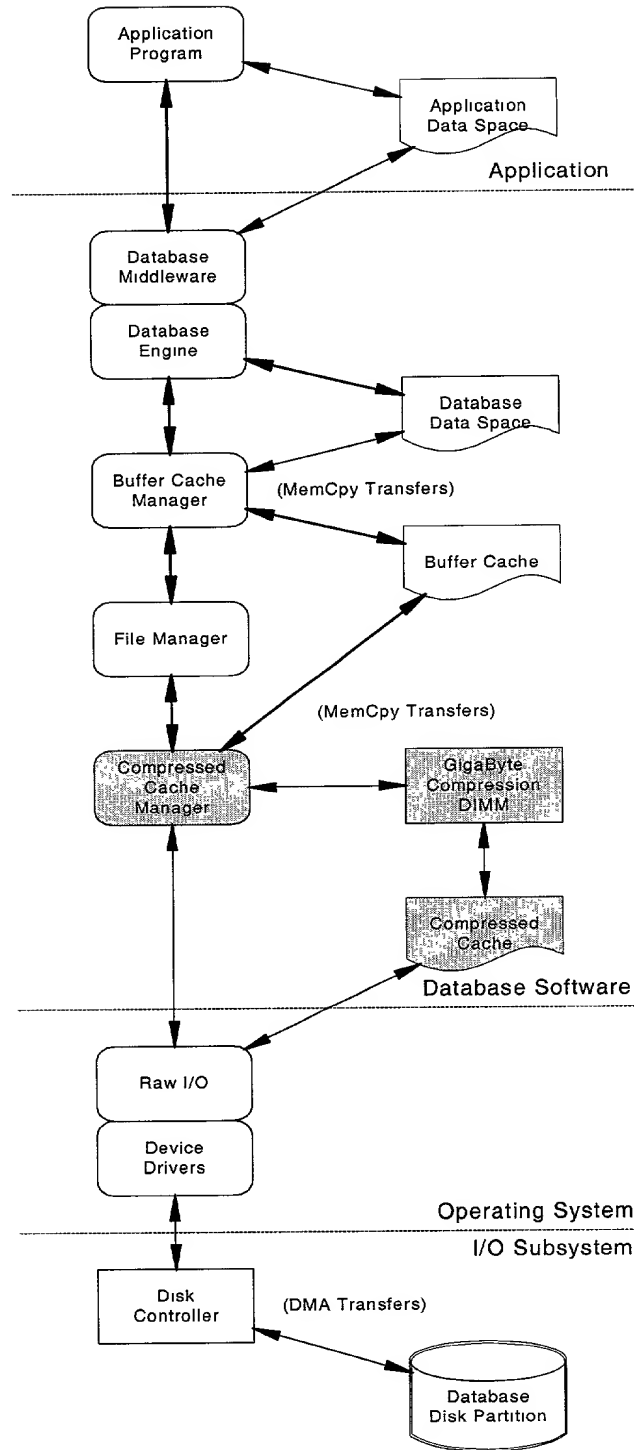 Application
Program
Application
Data Space
Application
Database
Middleware
Database
Engine
Database
Data Space
Buffer Cache
Manager
(MemCpy Transfers)
Buffer Cache
File Manager
(MemCpy Transfers)
Compressed
Cache
Manager
GigaByte
Compression
DIMM
Compressed
Cache
Database Software
Raw I/O
Device
Drivers
Operating System
I/O Subsystem
Disk
Controller
(DMA Transfers)
Database
Disk Partition